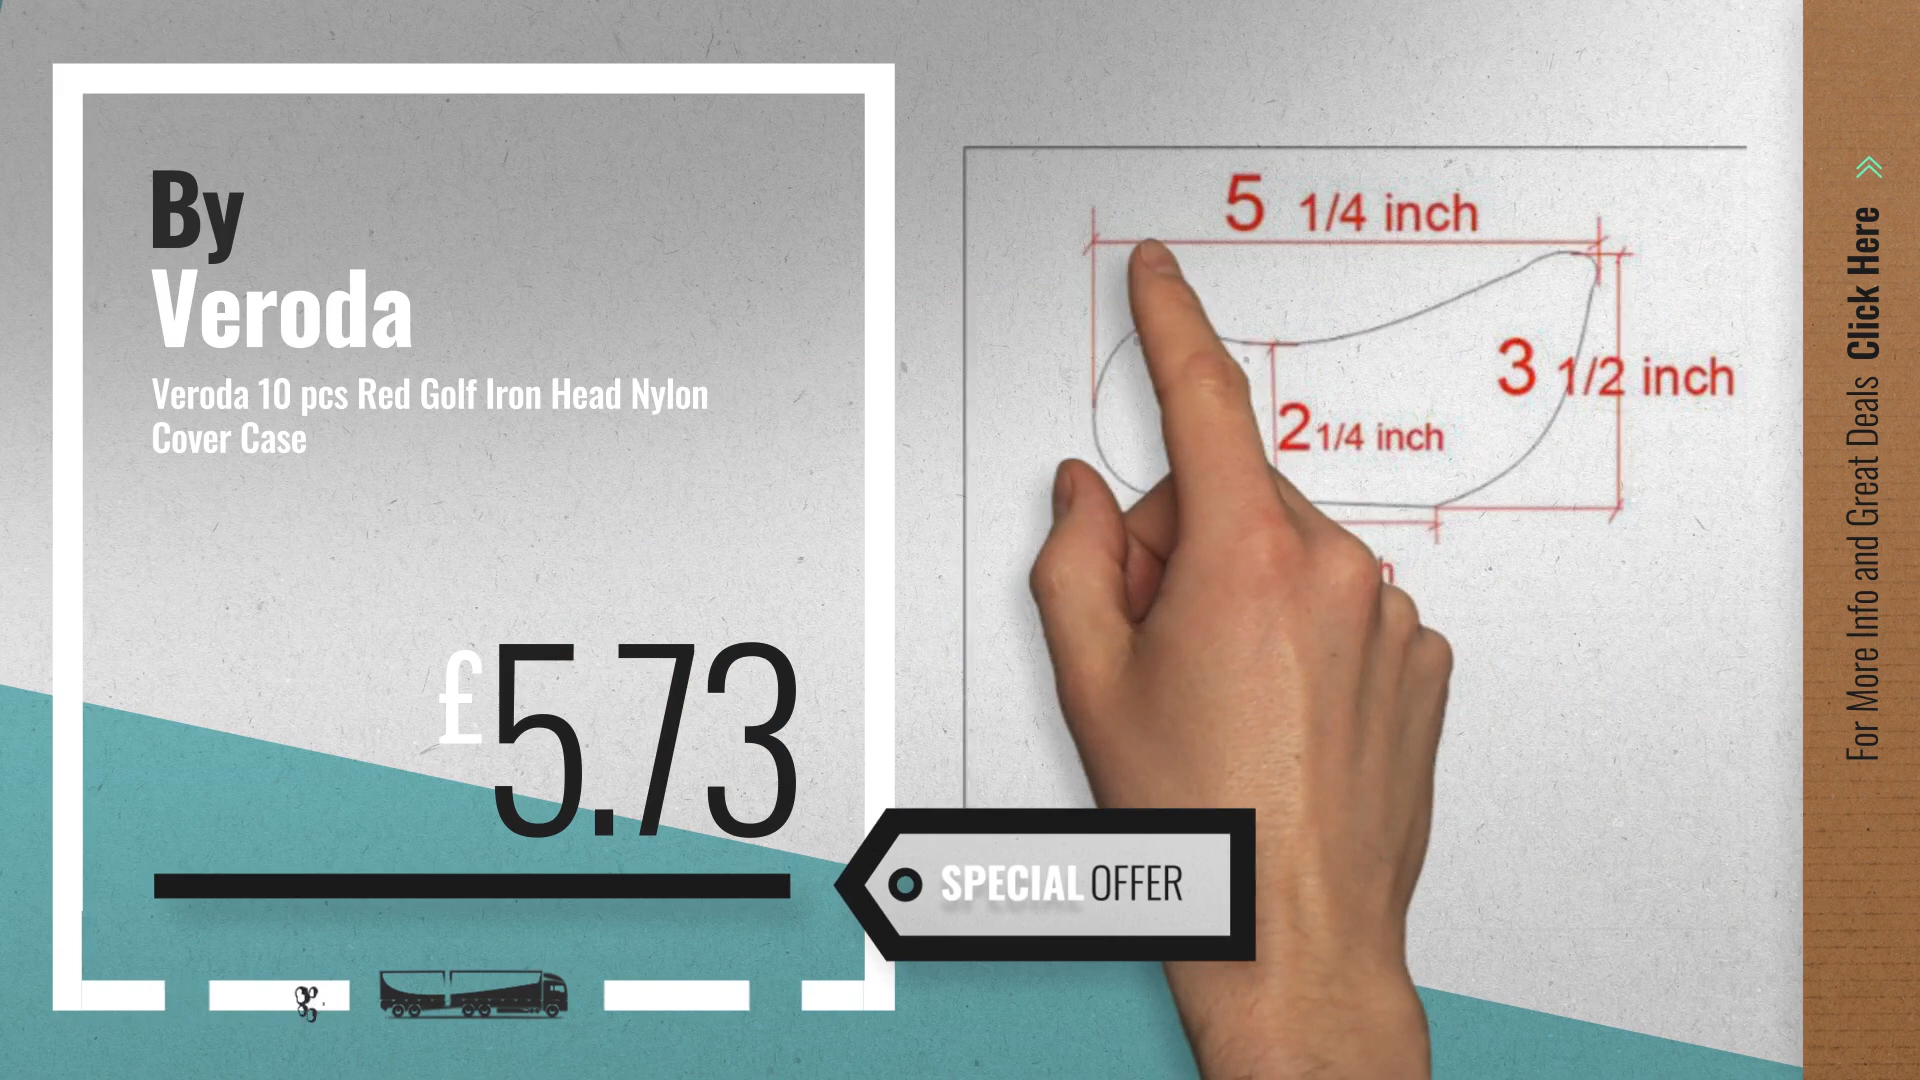 By
Veroda
Veroda 10 pcs Red Golf Iron Head Nylon
Cover Case
£5.73
SPECIAL OFFER
5 1/4 inch
3 1/2 inch
2 1/4 inch
For More Info and Great Deals Click Here